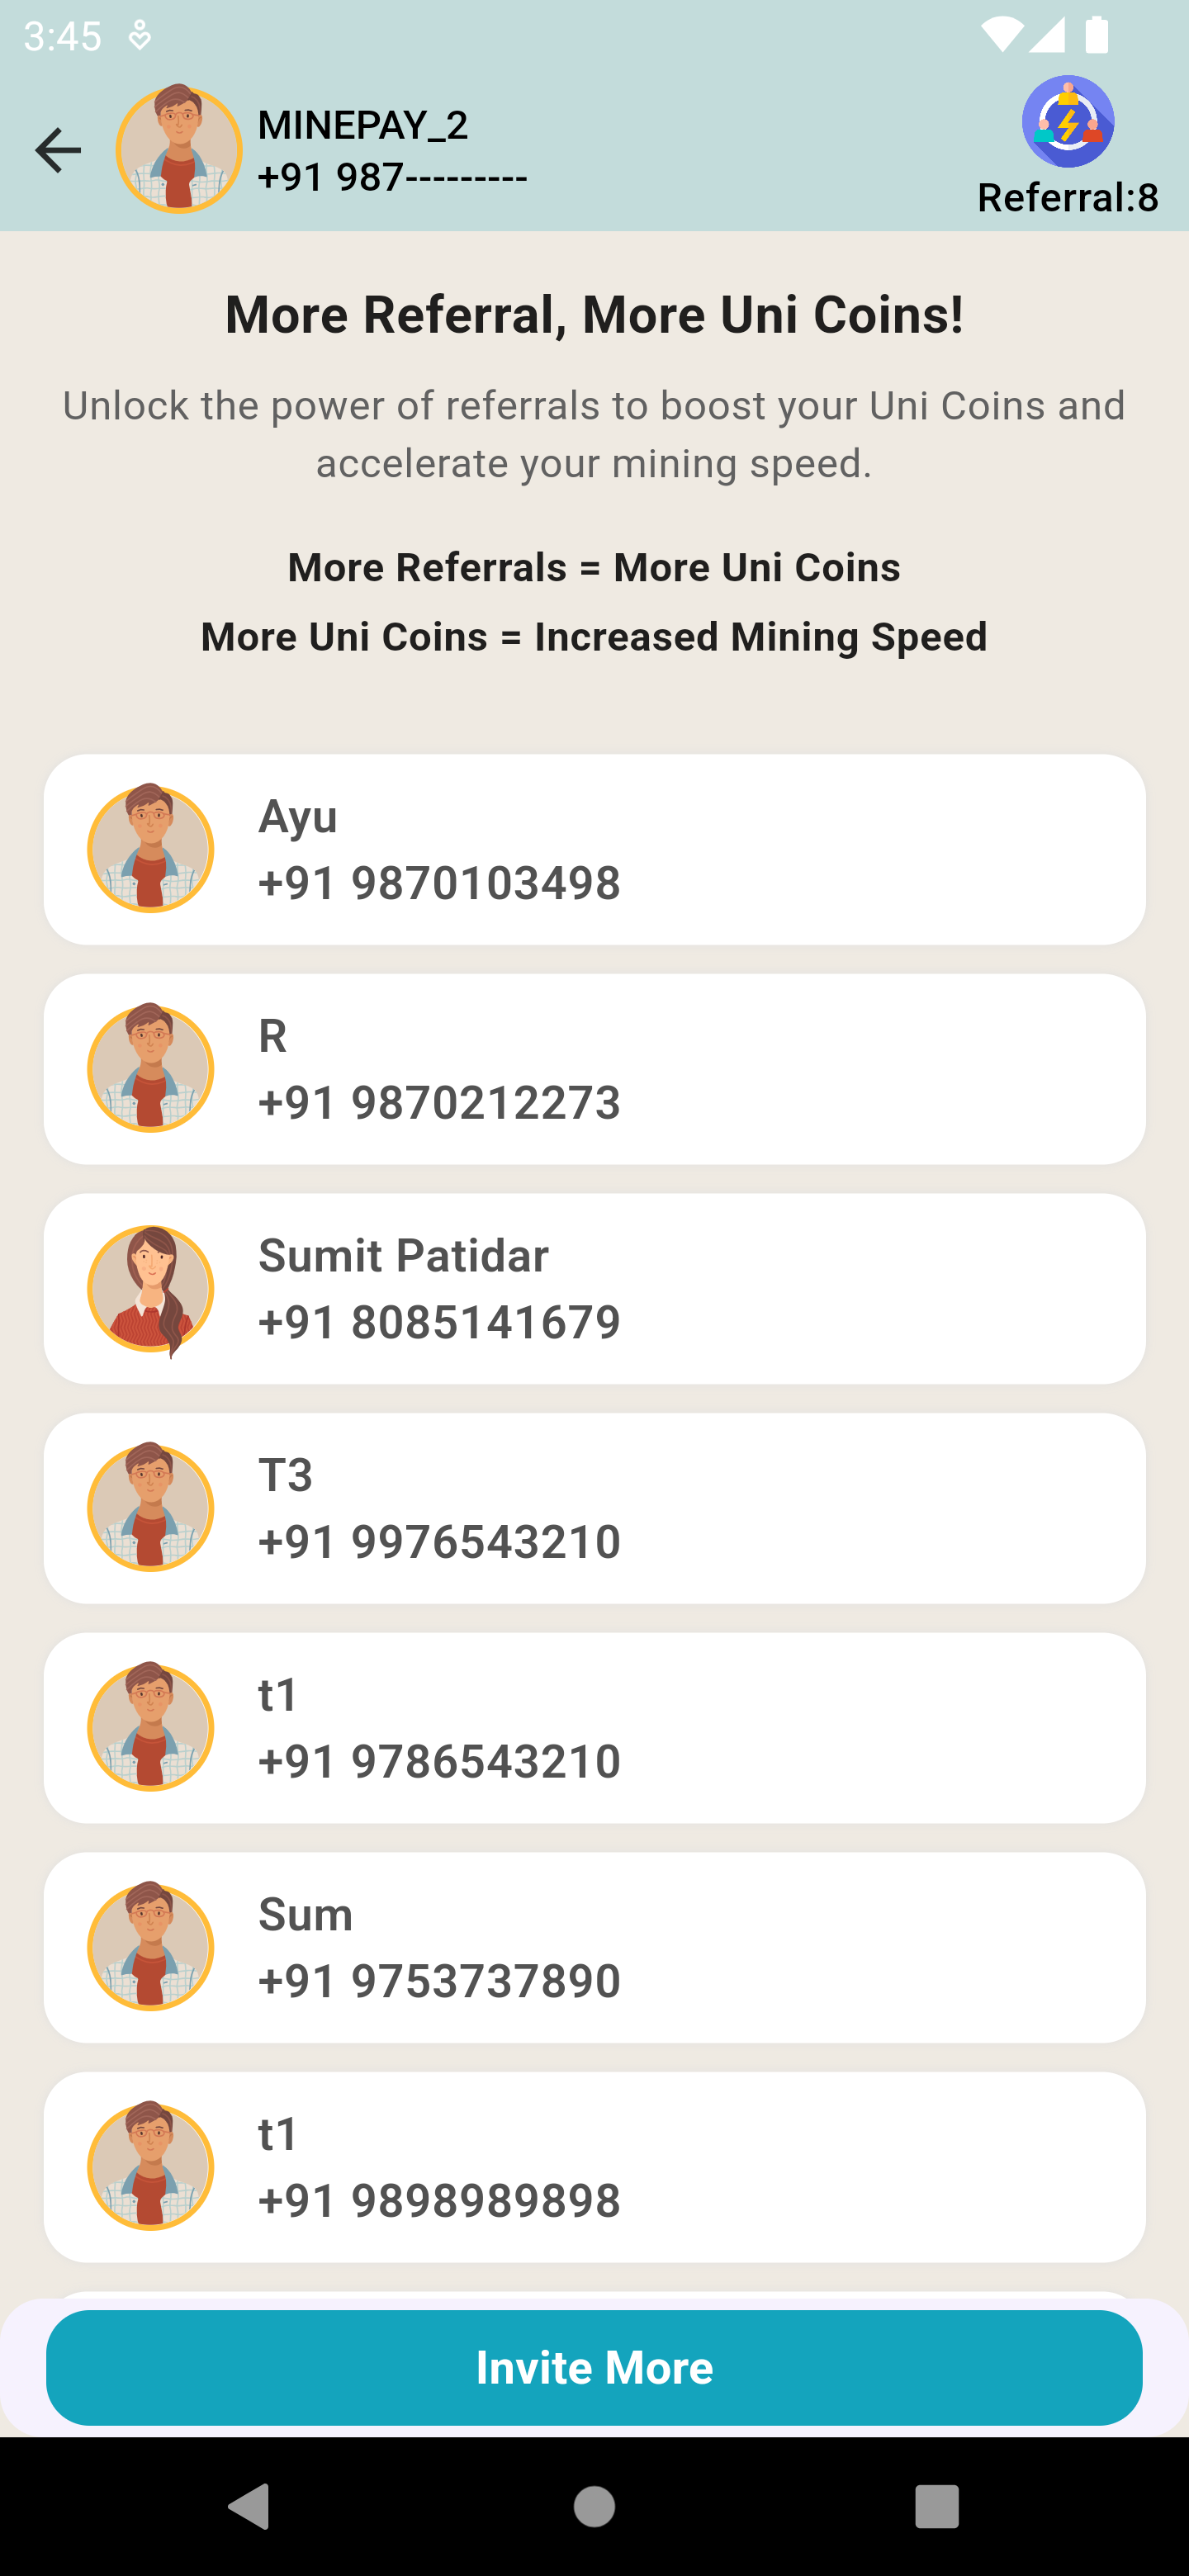 3:45
MINEPAY_2
+91 987---------
Referral:8
More Referral, More Uni Coins!
Unlock the power of referrals to boost your Uni Coins and
accelerate your mining speed.
More Referrals = More Uni Coins
More Uni Coins = Increased Mining Speed
Ayu
+91 9870103498
R
+91 9870212273
Sumit Patidar
+91 8085141679
T3
+91 9976543210
t1
+91 9786543210
Sum
+91 9753737890
t1
+91 9898989898
Invite More